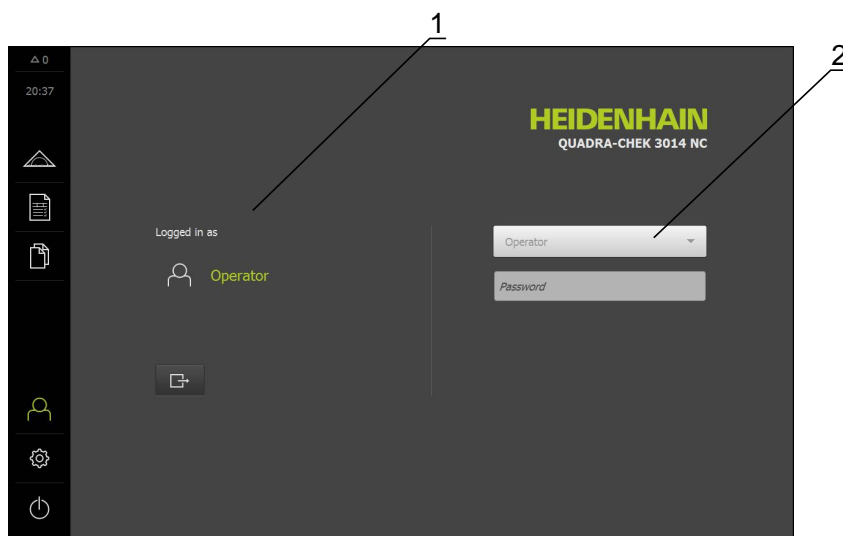 1
2
△ 0
20:37
HEIDENHAIN
QUADRA-CHEK 3014 NC
Logged in as
Operator
Operator
Password